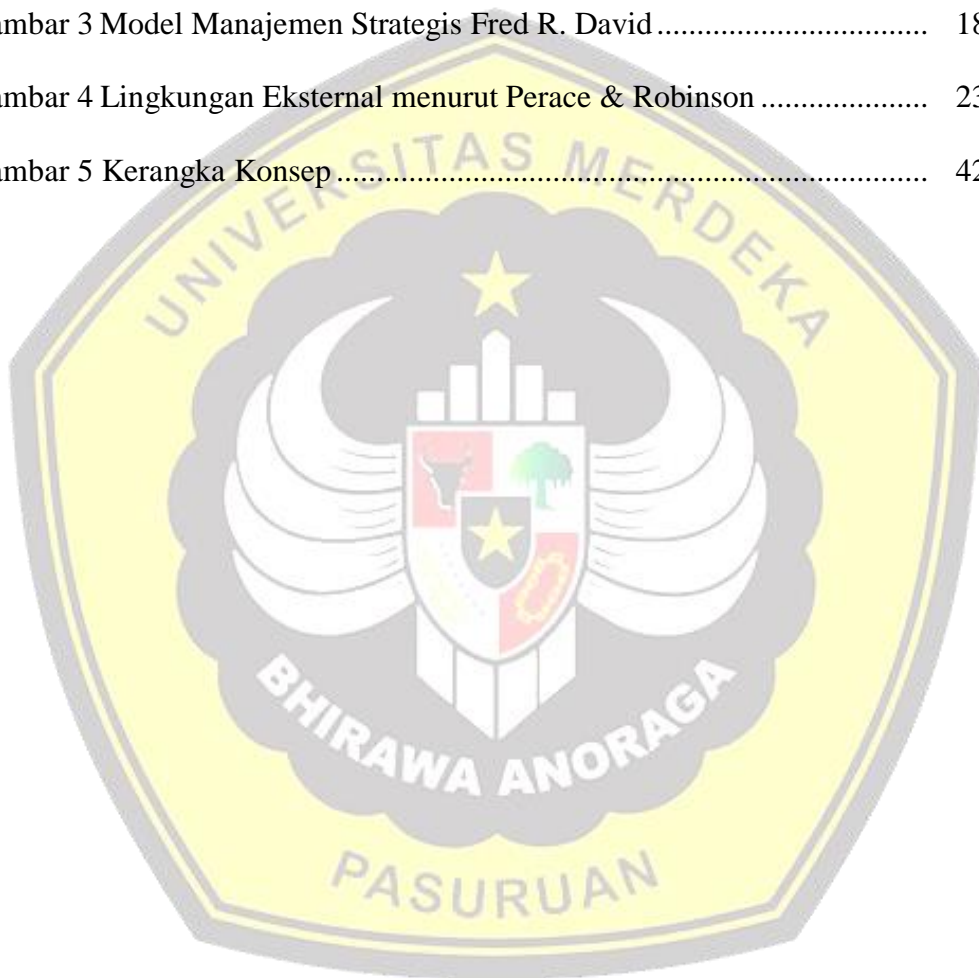 ambar 3 Model Manajemen Strategis Fred R. David ................................ 18
ambar 4 Lingkungan Eksternal menurut Perace & Robinson .................... 23
ambar 5 Kerangka Konsep ...................................................................... 42
UNIVERSITAS MERDEKA
BHIRAWA ANORAGA
PASURUAN